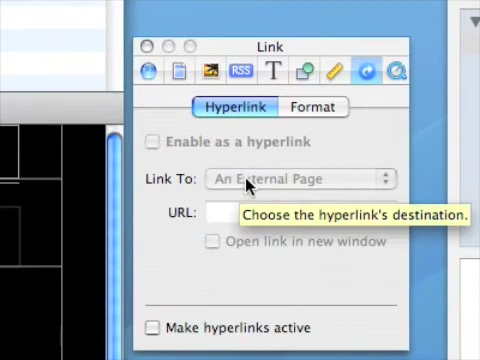 Link
RSS
T
Hyperlink
Format
Enable as a hyperlink
Link To:
An External Page
URL:
Choose the hyperlink's destination.
Open link in new window
Make hyperlinks active